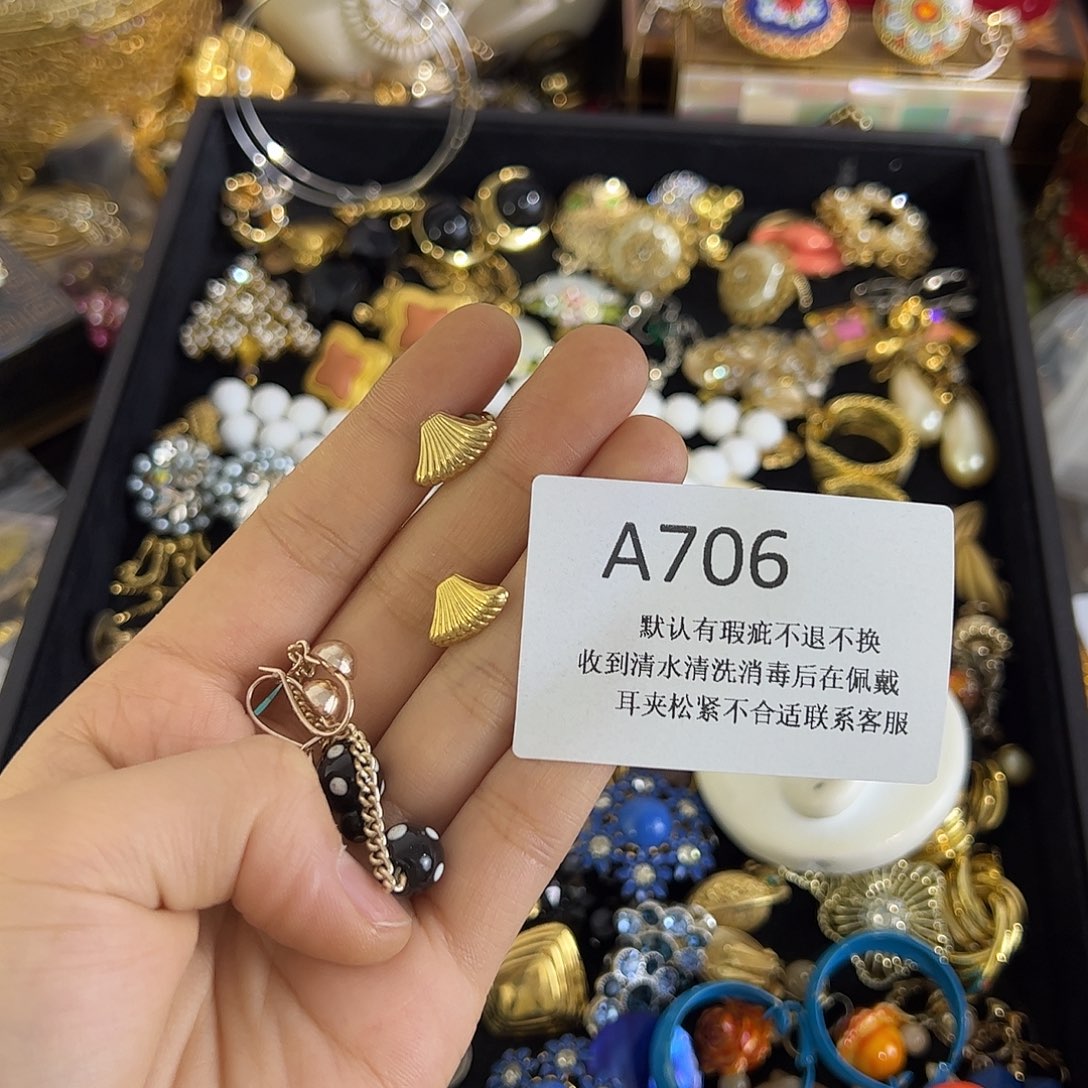 A706
默认有瑕疵不退不换
收到清水清洗消毒后在佩戴
耳夹松紧不合适联系客服